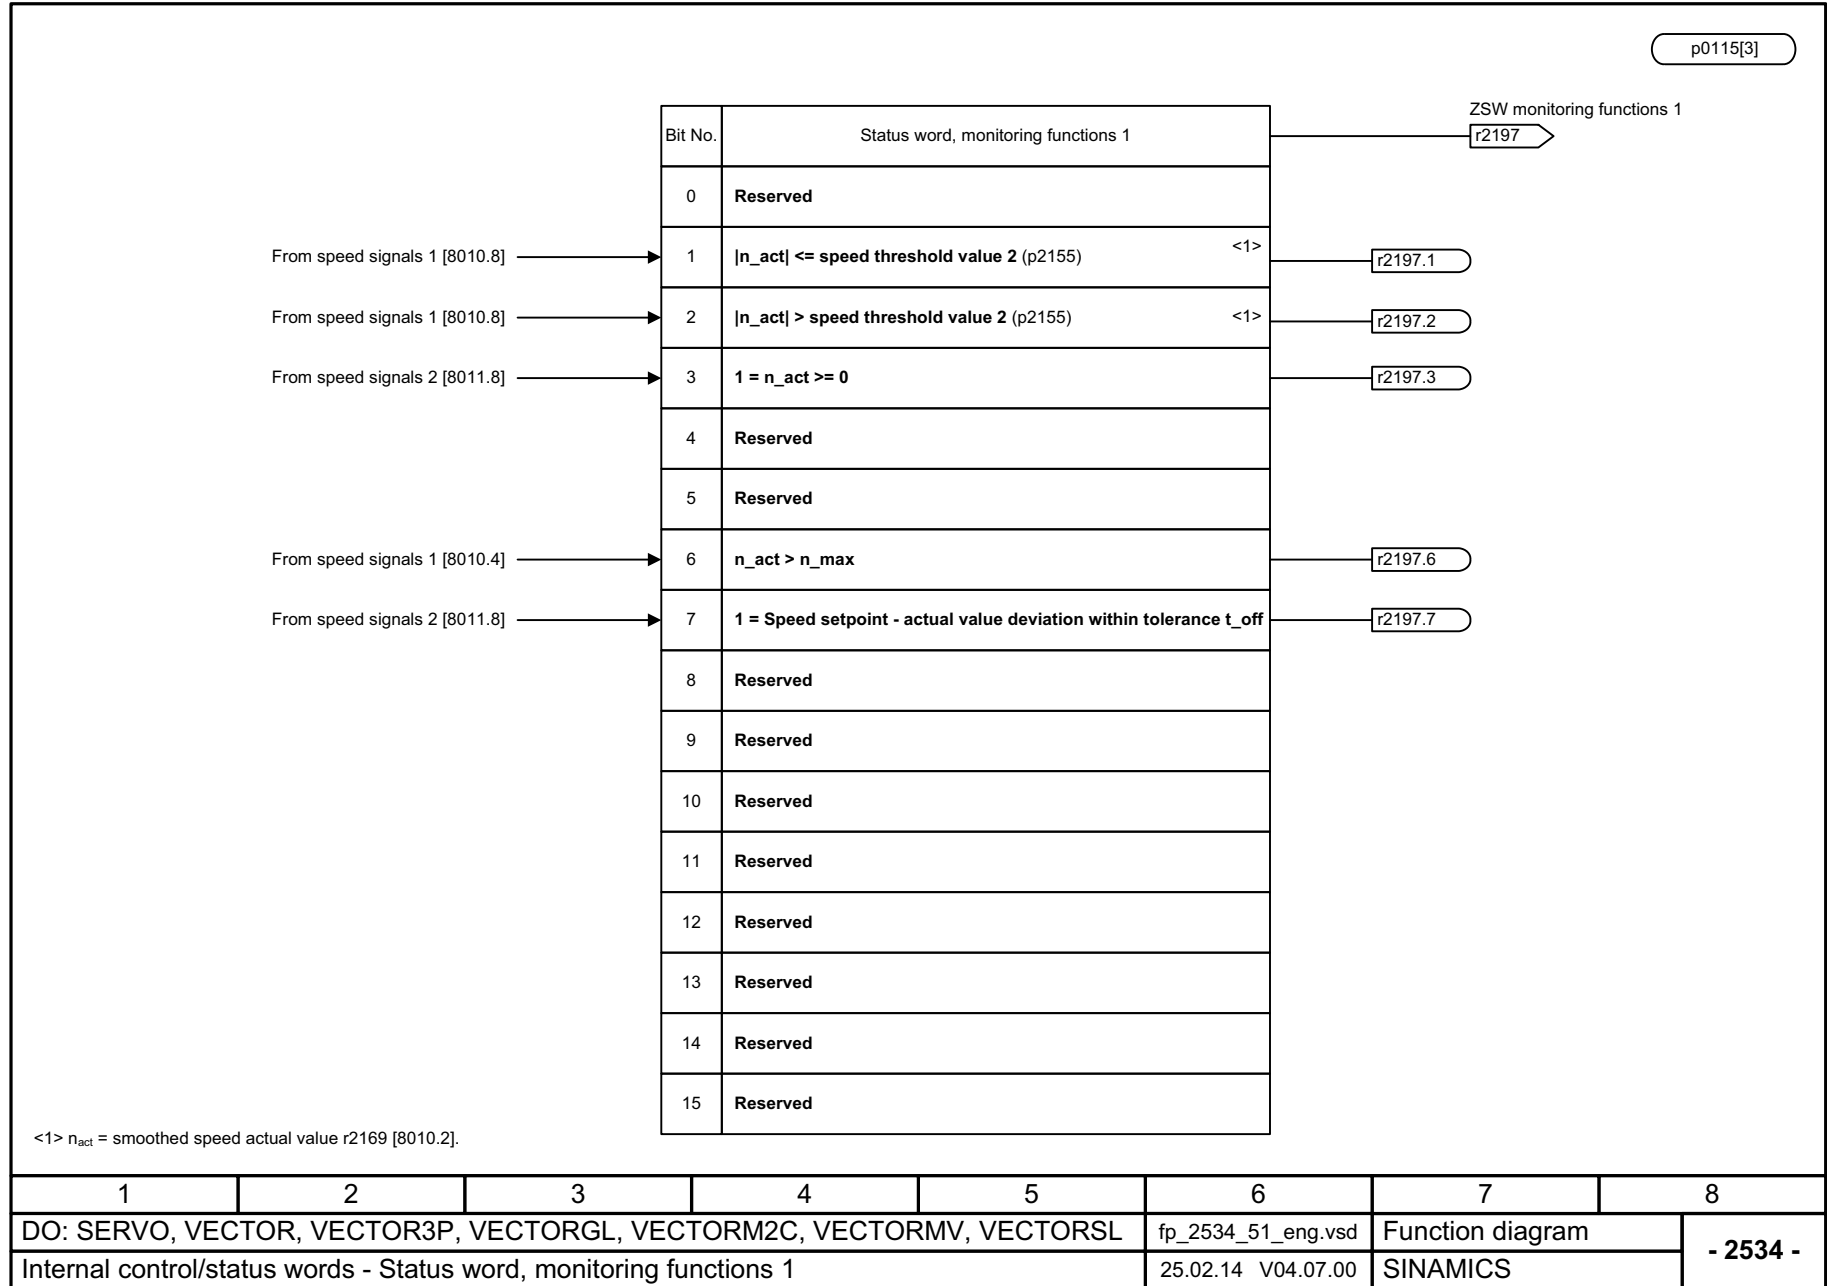 p0115[3]
ZSW monitoring functions 1
Bit No. Status word, monitoring functions 1 r2197
0 Reserved
From speed signals 1 [8010.8] 1 |n_act| <= speed threshold value 2 (p2155) <1> r2197.1
From speed signals 1 [8010.8] 2 |n_act| > speed threshold value 2 (p2155) <1> r2197.2
From speed signals 2 [8011.8] 3 1 = n_act >= 0 r2197.3
4 Reserved
5 Reserved
From speed signals 1 [8010.4] 6 n_act > n_max r2197.6
From speed signals 2 [8011.8] 7 1 = Speed setpoint - actual value deviation within tolerance t_off r2197.7
8 Reserved
9 Reserved
10 Reserved
11 Reserved
12 Reserved
13 Reserved
14 Reserved
15 Reserved
<1> nact = smoothed speed actual value r2169 [8010.2].
1 2 3 4 5 6 7 8
DO: SERVO, VECTOR, VECTOR3P, VECTORGL, VECTORM2C, VECTORMV, VECTORSL fp_2534_51_eng.vsd Function diagram - 2534 -
Internal control/status words - Status word, monitoring functions 1 25.02.14 V04.07.00 SINAMICS